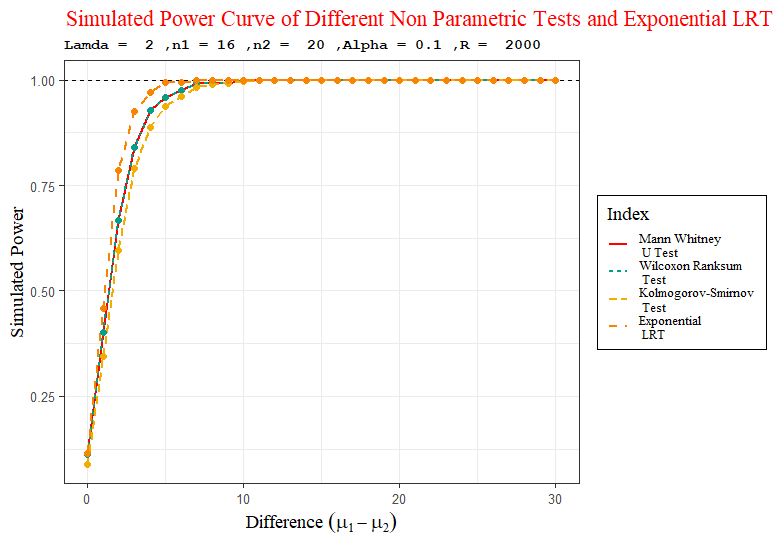 Simulated Power Curve of Different Non Parametric Tests and Exponential LRT
Lamda =  2 ,n1 = 16 ,n2 =  20 ,Alpha = 0.1 ,R =  2000
1.00
0.75
0.50
0.25
Simulated Power
0 10 20 30
Difference (μ₁ − μ₂)
Index
Mann Whitney
U Test
Wilcoxon Ranksum
Test
Kolmogorov-Smirnov
Test
Exponential
LRT